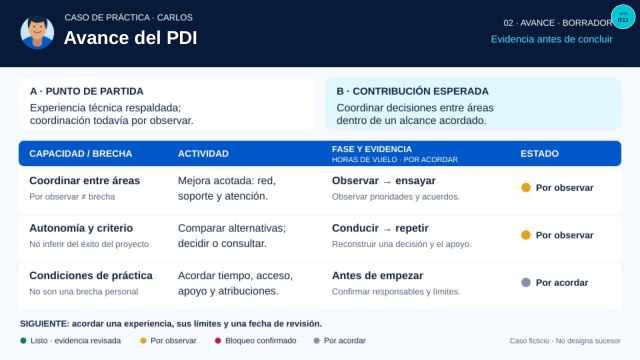 CASO DE PRÁCTICA · CARLOS
Avance del PDI
02 · AVANCE · BORRADOR
Evidencia antes de concluir
R11
A · PUNTO DE PARTIDA
Experiencia técnica respaldada;
coordinación todavía por observar.
B · CONTRIBUCIÓN ESPERADA
Coordinar decisiones entre áreas
dentro de un alcance acordado.
CAPACIDAD / BRECHA
ACTIVIDAD
FASE Y EVIDENCIA
HORAS DE VUELO · POR ACORDAR
ESTADO
Coordinar entre áreas
Por observar ≠ brecha
Mejora acotada: red,
soporte y atención.
Observar → ensayar
Observar prioridades y acuerdos.
Por observar
Autonomía y criterio
No inferir del éxito del proyecto
Comparar alternativas;
decidir o consultar.
Conducir → repetir
Reconstruir una decisión y el apoyo.
Por observar
Condiciones de práctica
No son una brecha personal
Acordar tiempo, acceso,
apoyo y atribuciones.
Antes de empezar
Confirmar responsables y límites.
Por acordar
SIGUIENTE: acordar una experiencia, sus límites y una fecha de revisión.
Listo · evidencia revisada
Por observar
Bloqueo confirmado
Por acordar
Caso ficticio · No designa sucesor